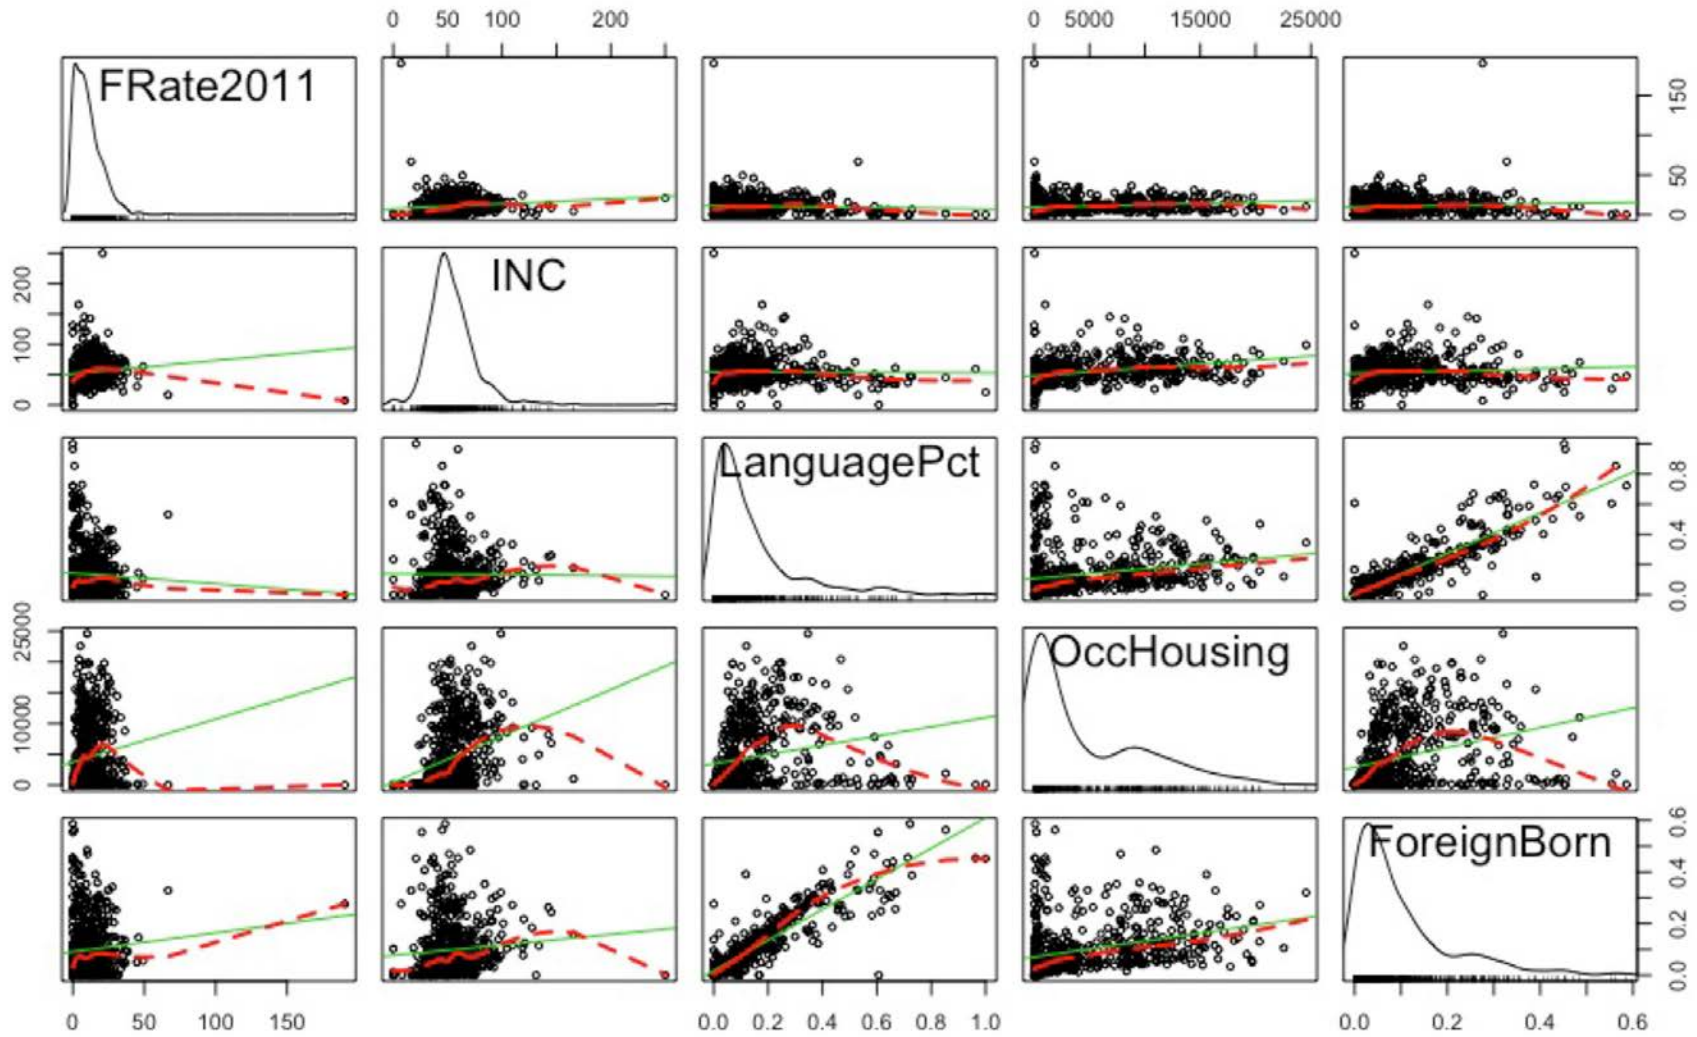 0 50 100 200
0 5000 15000 25000
FRate2011
0 50 150
0 100 200
INC
LanguagePct
0.0 0.4 0.8
0 10000 25000
OccHousing
ForeignBorn
0.0 0.2 0.4 0.6
0 50 100 150
0.0 0.2 0.4 0.6 0.8 1.0
0.0 0.2 0.4 0.6